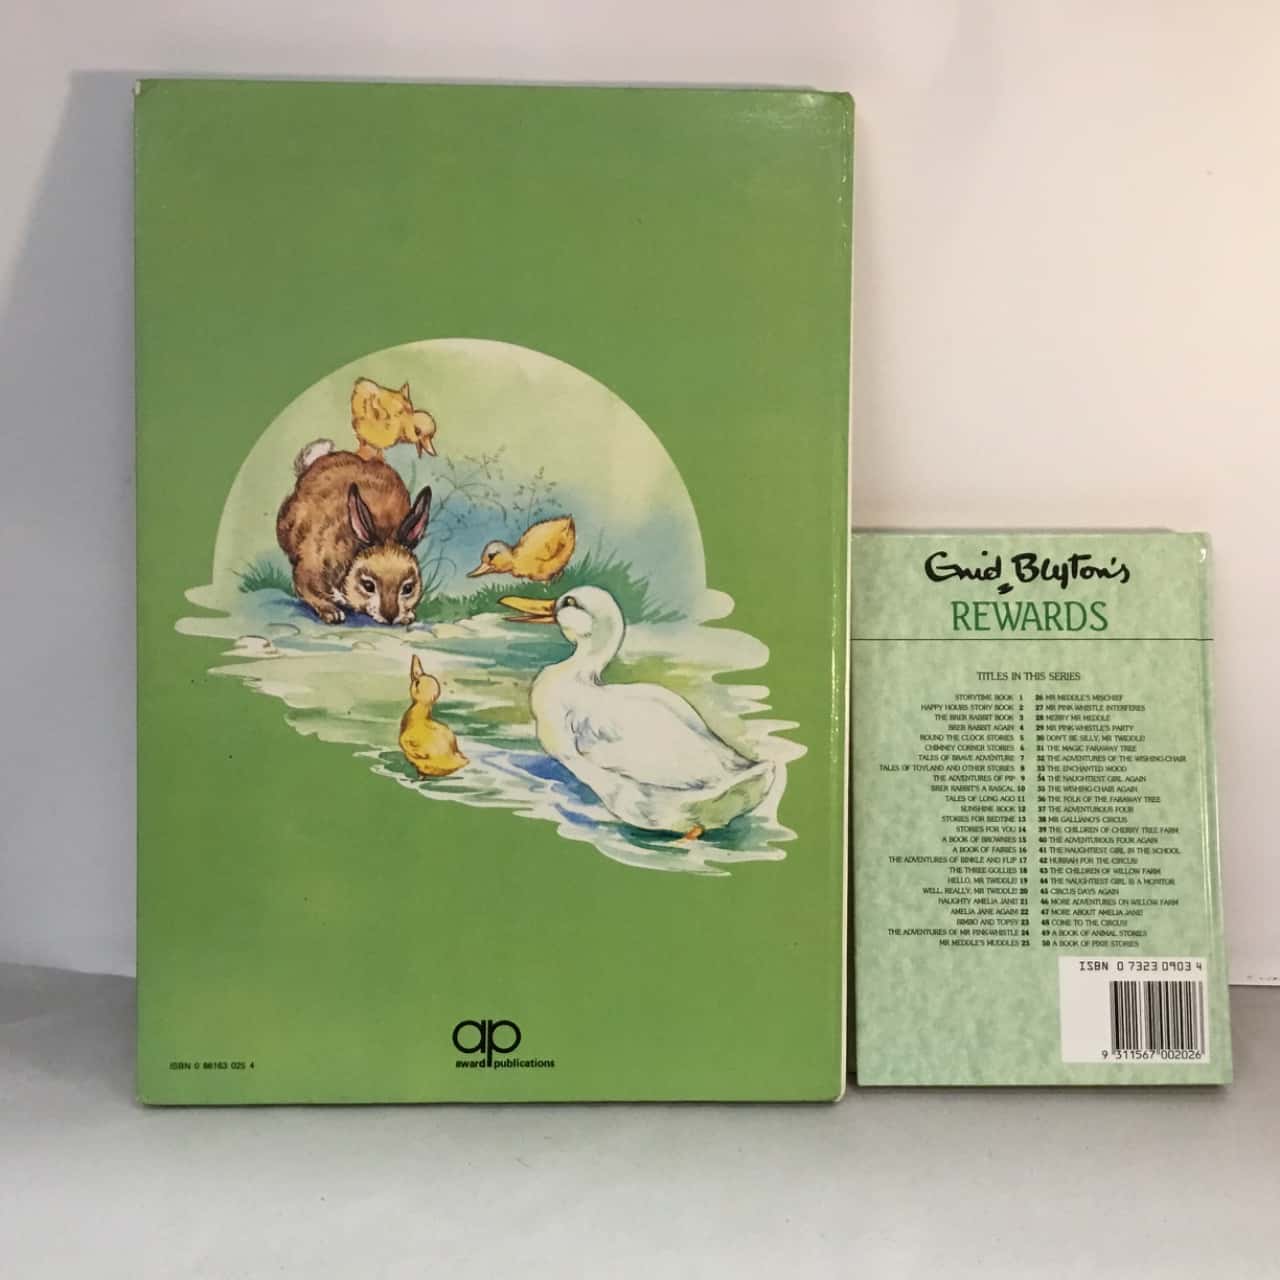 ap
award publications
ISBN 0 86163 025 4
Enid Blyton's
REWARDS
TITLES IN THIS SERIES
STORYTIME BOOK 1 26 MR MEDDLE'S MISCHIEF
HAPPY HOURS STORY BOOK 2 27 MR PINK-WHISTLE INTERFERES
THE BRER RABBIT BOOK 3 28 MERRY MR MEDDLE
BRER RABBIT AGAIN 4 29 MR PINK-WHISTLE'S PARTY
ROUND THE CLOCK STORIES 5 30 DON'T BE SILLY, MR TWIDDLE!
CHIMNEY CORNER STORIES 6 31 THE MAGIC FARAWAY TREE
TALES OF BRAVE ADVENTURE 7 32 THE ADVENTURES OF THE WISHING-CHAIR
TALES OF TOYLAND AND OTHER STORIES 8 33 THE ENCHANTED WOOD
THE ADVENTURES OF PIP 9 34 THE NAUGHTIEST GIRL AGAIN
BRER RABBIT'S A RASCAL 10 35 THE WISHING-CHAIR AGAIN
TALES OF LONG AGO 11 36 THE FOLK OF THE FARAWAY TREE
SUNSHINE BOOK 12 37 THE ADVENTUROUS FOUR
STORIES FOR BEDTIME 13 38 MR GALLIANO'S CIRCUS
STORIES FOR YOU 14 39 THE CHILDREN OF CHERRY TREE FARM
A BOOK OF BROWNIES 15 40 THE ADVENTUROUS FOUR AGAIN
A BOOK OF FAIRIES 16 41 THE NAUGHTIEST GIRL IN THE SCHOOL
THE ADVENTURES OF BINKLE AND FLIP 17 42 HURRAH FOR THE CIRCUS!
THE THREE GOLLIES 18 43 THE CHILDREN OF WILLOW FARM
HELLO, MR TWIDDLE! 19 44 THE NAUGHTIEST GIRL IS A MONITOR
WELL, REALLY, MR TWIDDLE! 20 45 CIRCUS DAYS AGAIN
NAUGHTY AMELIA JANE! 21 46 MORE ADVENTURES ON WILLOW FARM
AMELIA JANE AGAIN! 22 47 MORE ABOUT AMELIA JANE!
BIMBO AND TOPSY 23 48 COME TO THE CIRCUS!
THE ADVENTURES OF MR PINK-WHISTLE 24 49 A BOOK OF ANIMAL STORIES
MR MEDDLE'S MUDDLES 25 50 A BOOK OF PIXIE STORIES
ISBN 0 7323 0903 4
9 311567 002026